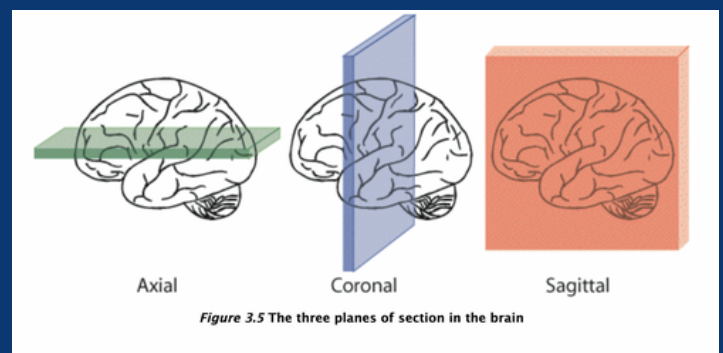 Axial
Coronal
Sagittal
Figure 3.5 The three planes of section in the brain